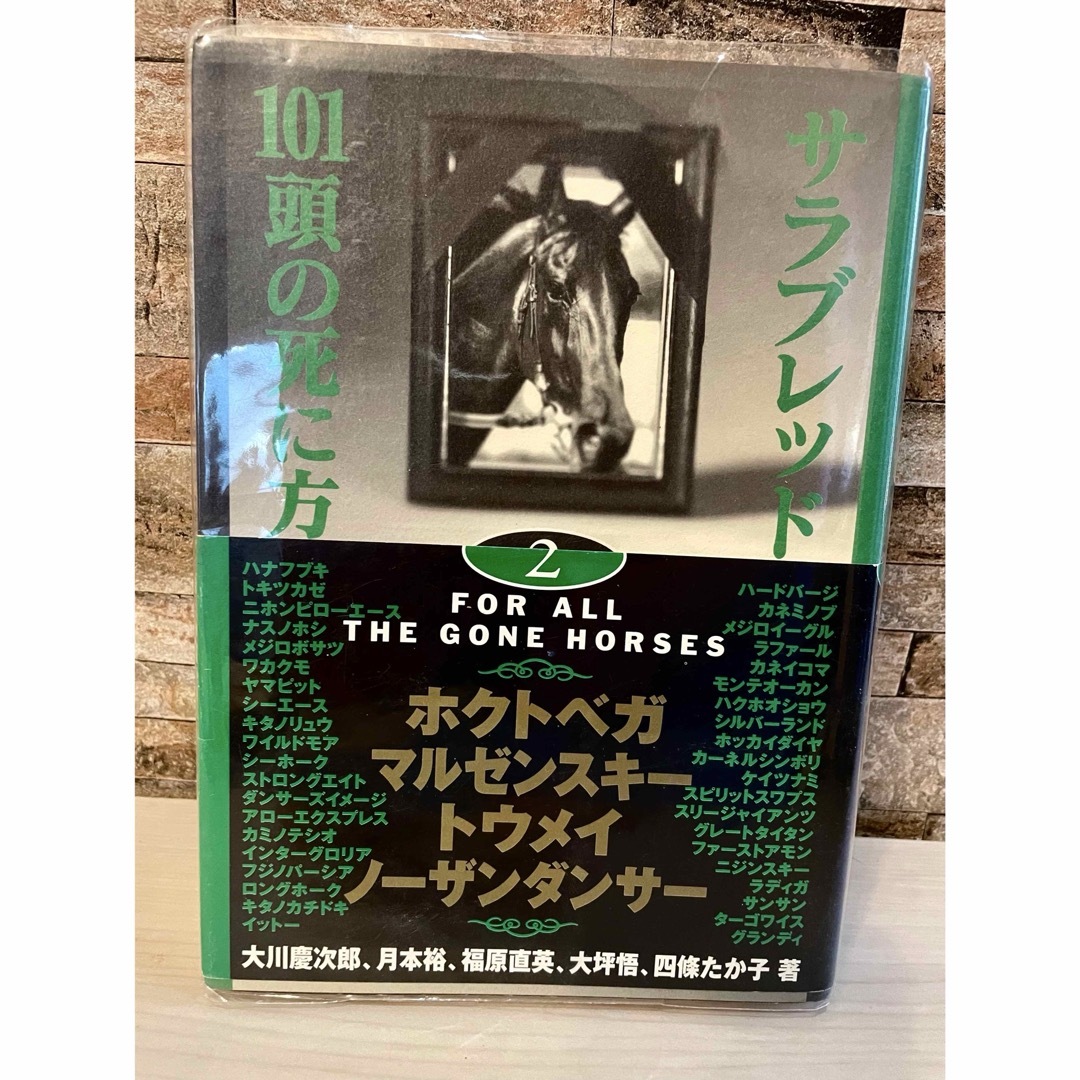 サラブレッド
101頭の死に方
2
FOR ALL
THE GONE HORSES
ホクトベガ
マルゼンスキー
トウメイ
ノーザンダンサー
ハナフブキ
トキツカゼ
ニホンピローエース
ナスノホシ
メジロボサツ
ワカクモ
ヤマピット
シーエース
キタノリュウ
ワイルドモア
シーホーク
ストロングエイト
ダンサーズイメージ
アローエクスプレス
カミノテシオ
インターグロリア
フジノパーシア
ロングホーク
キタノカチドキ
イットー
ハードバージ
カネミノブ
メジロイーグル
ラファール
カネイコマ
モンテオーカン
ハクホオショウ
シルバーランド
ホッカイダイヤ
カーネルシンボリ
ケイツナミ
スピリットスワプス
スリージャイアンツ
グレートタイタン
ファーストアモン
ニジンスキー
ラディガ
サンサン
ターゴワイス
グランディ
大川慶次郎、月本裕、福原直英、大坪悟、四條たか子 著